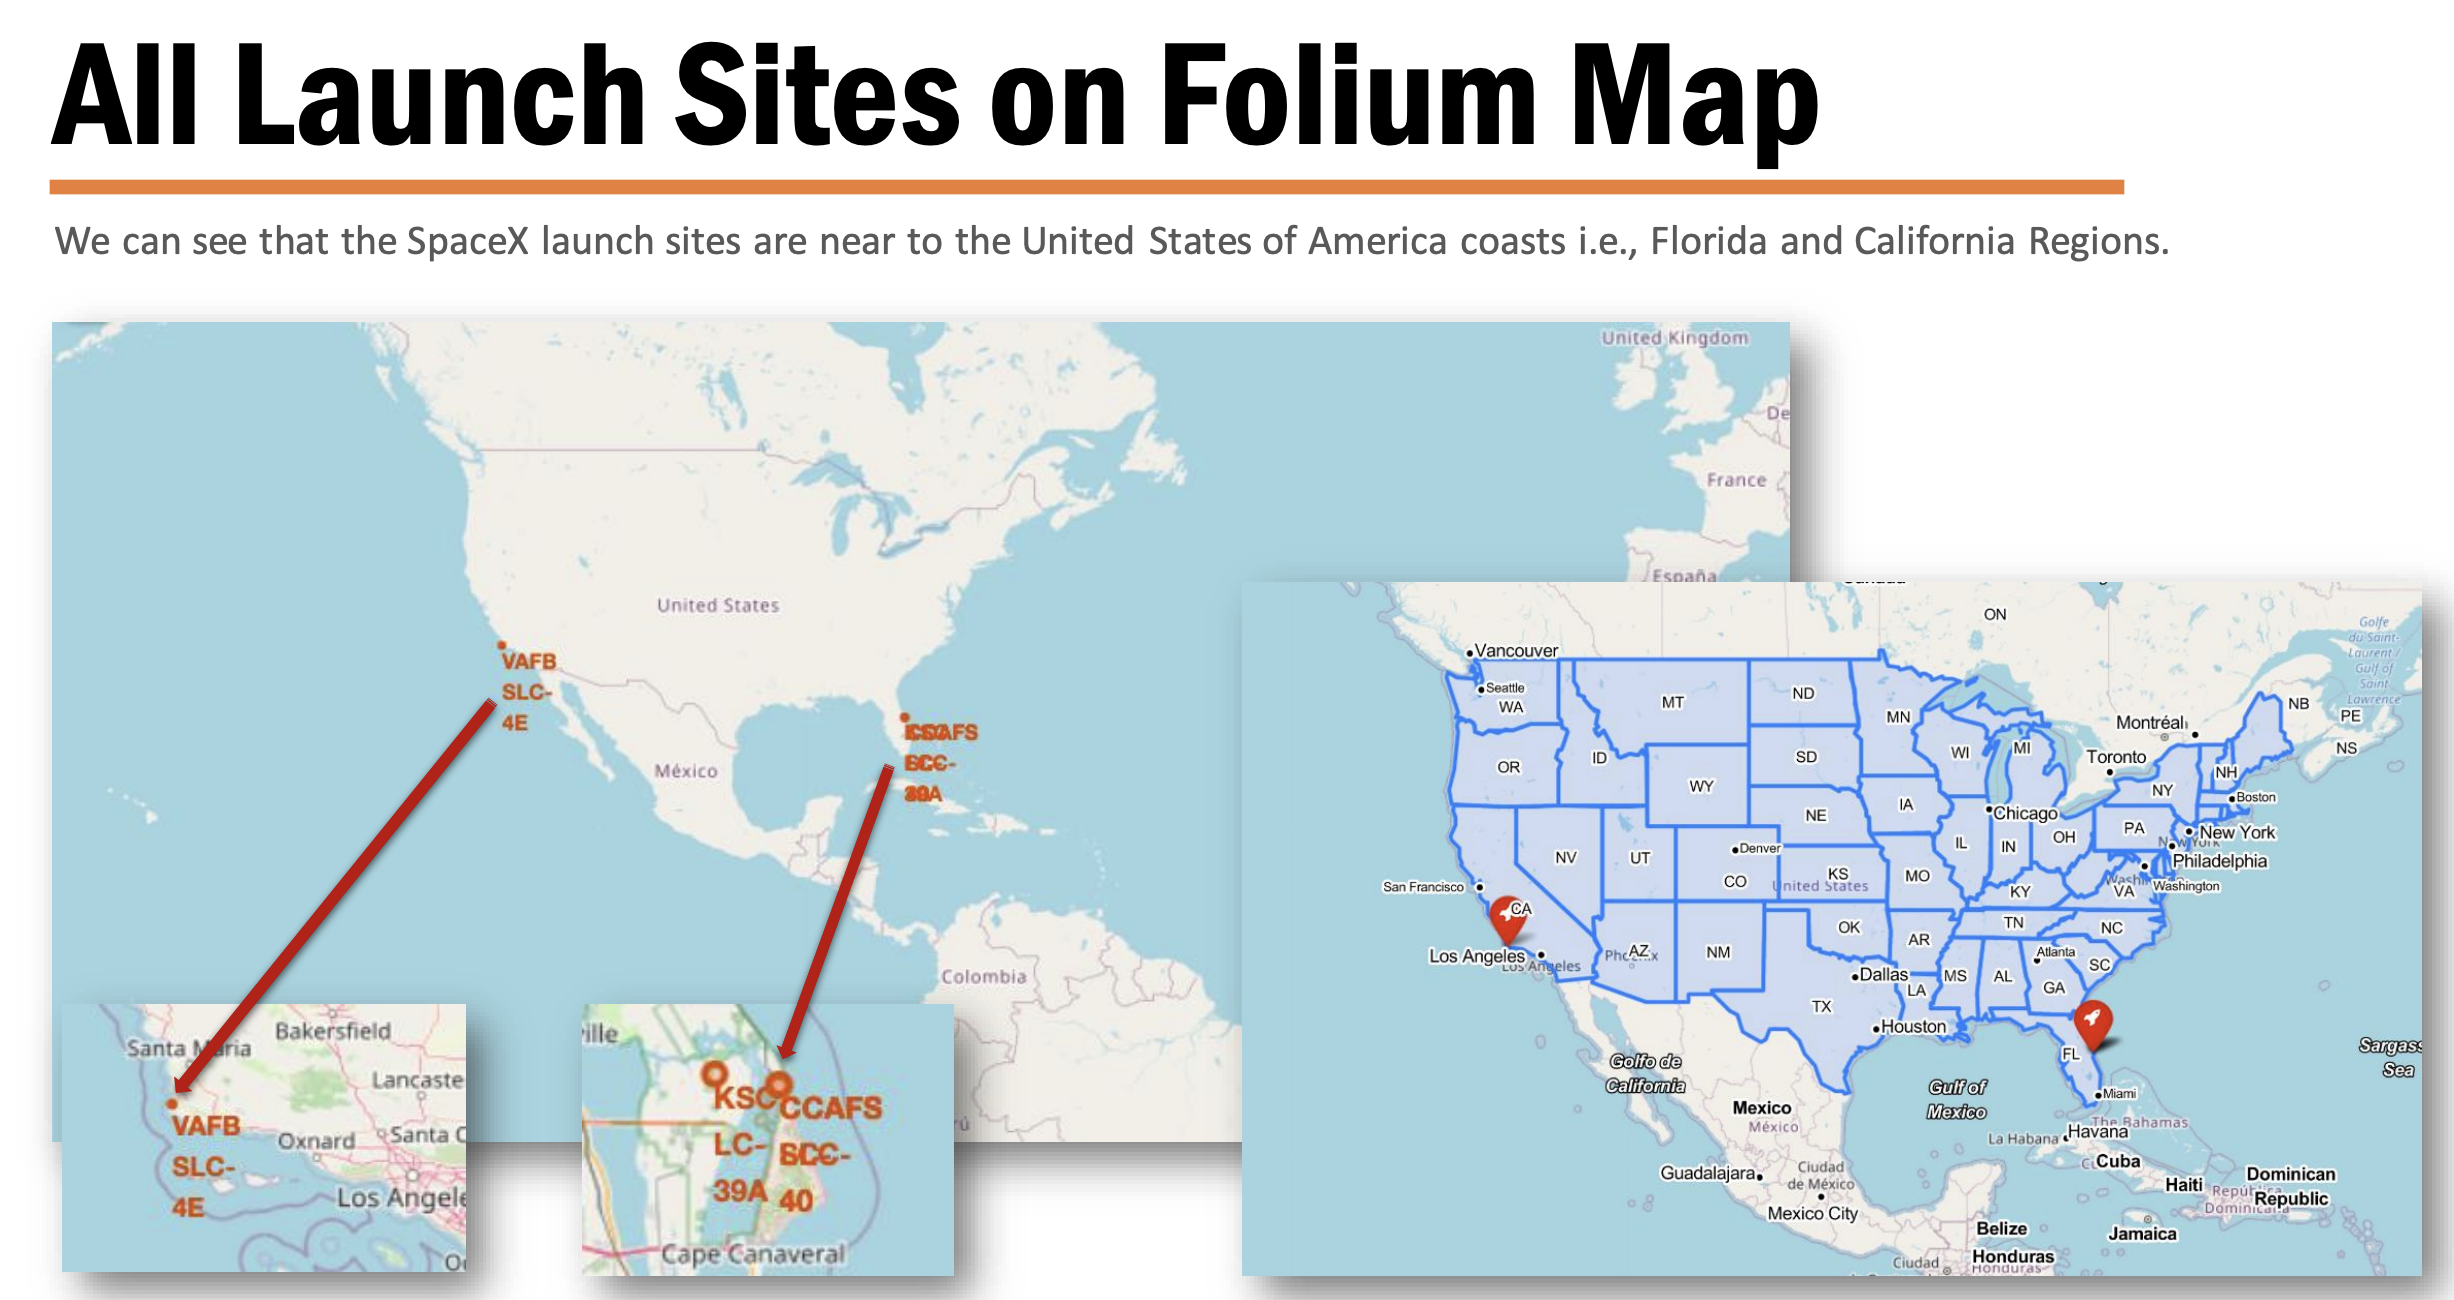 All Launch Sites on Folium Map
We can see that the SpaceX launch sites are near to the United States of America coasts i.e., Florida and California Regions.
United Kingdom
De
France
España
United States
VAFB
SLC-
4E
México
Colombia
Bakersfield
Santa Maria
Lancaste
VAFB
SLC-
4E
Oxnard
Santa C
Los Angele
ille
KSC
LC-
39A
CCAFS
40
Cape Canaveral
ON
Golfe
du Saint-
Laurent /
Gulf of
Saint
Lawrence
Vancouver
Seattle
WA
MT
ND
MN
NB
PE
Montréal
NS
OR
ID
SD
WI
MI
Toronto
NH
WY
NY
IA
Boston
NE
Chicago
PA
New York
OH
IL
IN
NV
UT
Denver
Philadelphia
CO
KS
United States
MO
KY
VA
Washington
San Francisco
CA
TN
NC
OK
AR
Los Angeles
Los Angeles
AZ
NM
Atlanta
SC
Dallas
MS
AL
GA
LA
TX
Houston
FL
Sargass
Sea
Golfo de
California
Gulf of
Mexico
Miami
Mexico
México
The Bahamas
La Habana
Havana
Cuba
Guadalajara
Ciudad
de México
Mexico City
Haiti
Dominican
Republic
Belize
Jamaica
Honduras
Honduras
Ciudad